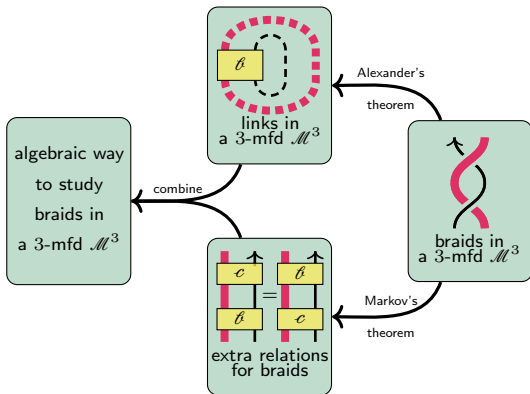 𝒷
links in
a 3-mfd ℳ³
Alexander's
theorem
algebraic way
to study
braids in
a 3-mfd ℳ³
combine
braids in
a 3-mfd ℳ³
𝒸 𝒷
=
𝒷 𝒸
extra relations
for braids
Markov's
theorem